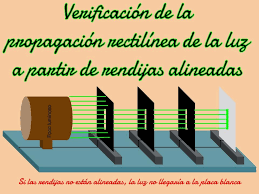 Verificación de la
propagación rectilínea de la luz
a partir de rendijas alineadas
Si las rendijas no están alineadas, la luz no llegaría a la placa blanca